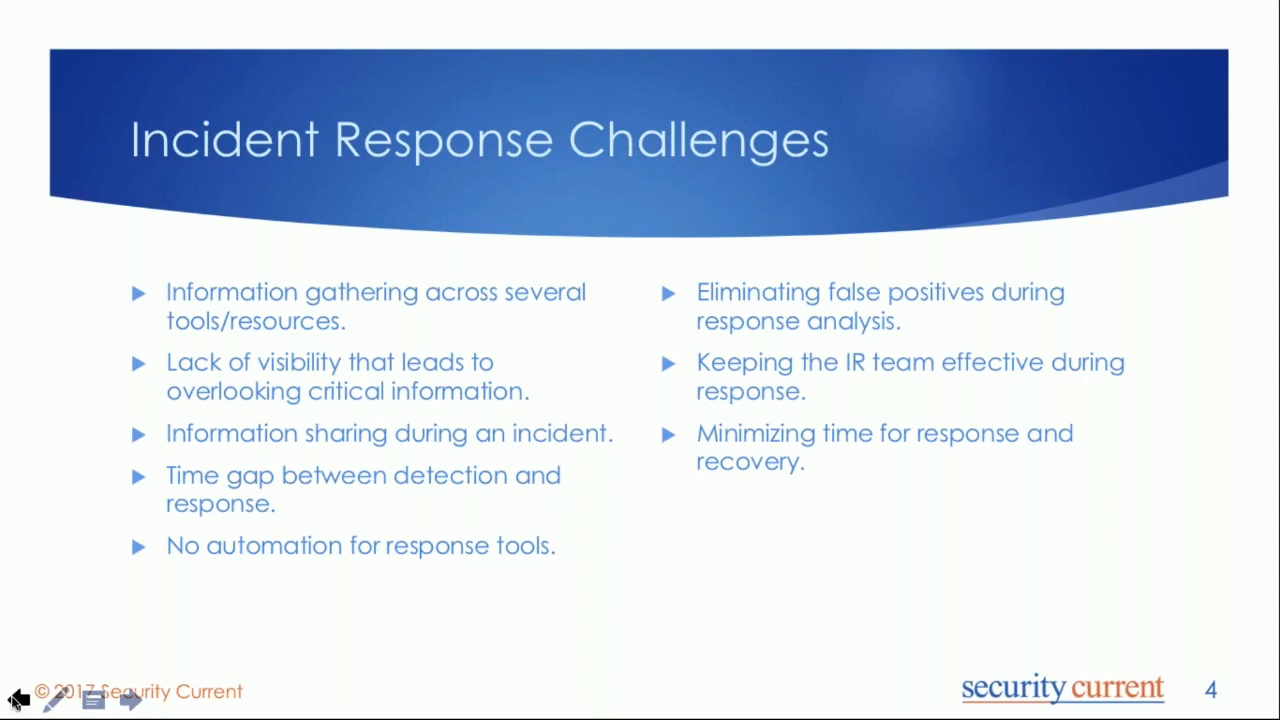 Incident Response Challenges
Information gathering across several
tools/resources.
Lack of visibility that leads to
overlooking critical information.
Information sharing during an incident.
Time gap between detection and
response.
No automation for response tools.
Eliminating false positives during
response analysis.
Keeping the IR team effective during
response.
Minimizing time for response and
recovery.
© 2017 Security Current
security current
4